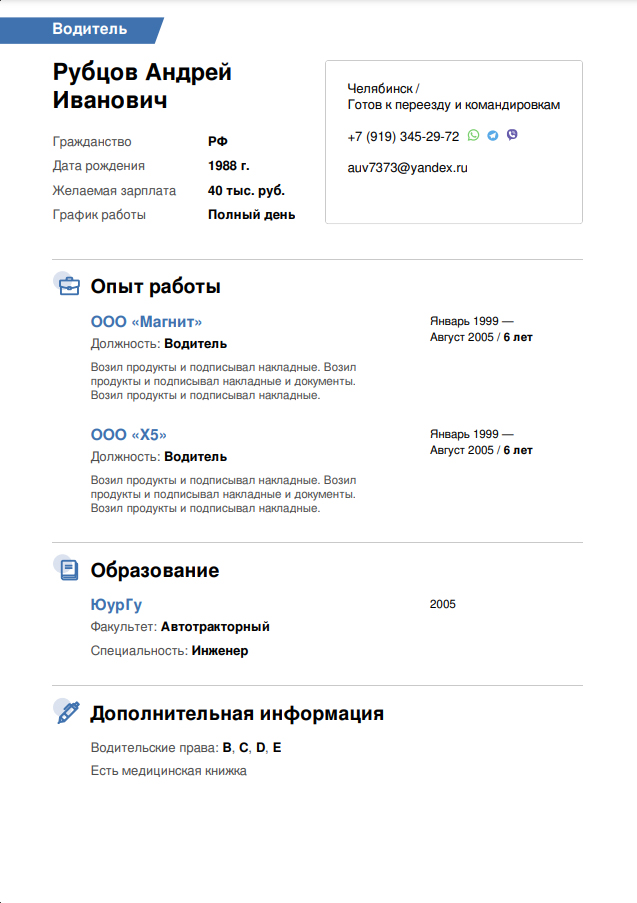 Водитель
Рубцов Андрей
Иванович
Гражданство РФ
Дата рождения 1988 г.
Желаемая зарплата 40 тыс. руб.
График работы Полный день
Челябинск /
Готов к переезду и командировкам
+7 (919) 345-29-72
auv7373@yandex.ru
Опыт работы
ООО «Магнит»
Январь 1999 —
Август 2005 / 6 лет
Должность: Водитель
Возил продукты и подписывал накладные. Возил
продукты и подписывал накладные и документы.
Возил продукты и подписывал накладные.
ООО «Х5»
Январь 1999 —
Август 2005 / 6 лет
Должность: Водитель
Возил продукты и подписывал накладные. Возил
продукты и подписывал накладные и документы.
Возил продукты и подписывал накладные.
Образование
ЮурГу 2005
Факультет: Автотракторный
Специальность: Инженер
Дополнительная информация
Водительские права: B, C, D, E
Есть медицинская книжка